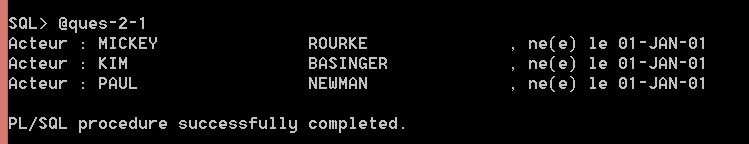 SQL> @ques-2-1
Acteur : MICKEY ROURKE , ne(e) le 01-JAN-01
Acteur : KIM BASINGER , ne(e) le 01-JAN-01
Acteur : PAUL NEWMAN , ne(e) le 01-JAN-01
PL/SQL procedure successfully completed.